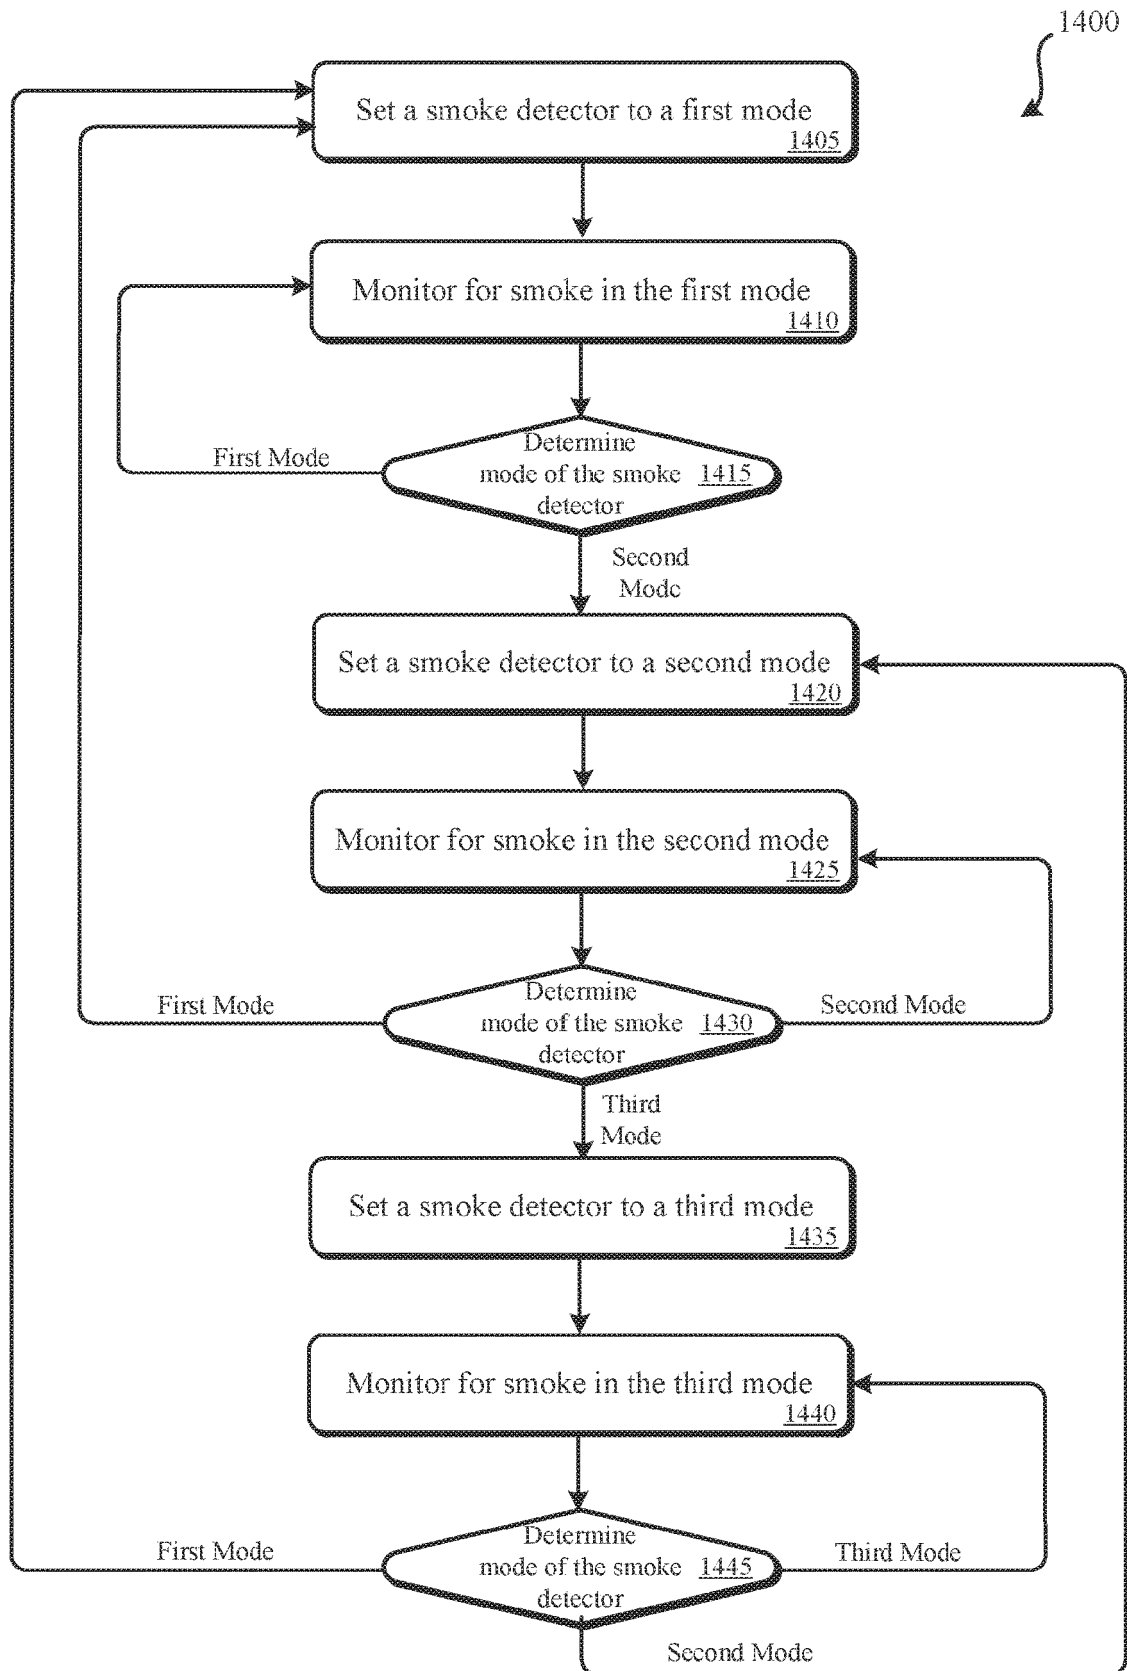 1400
Set a smoke detector to a first mode
1405
Monitor for smoke in the first mode
1410
Determine
mode of the smoke 1415
detector
First Mode
Second
Mode
Set a smoke detector to a second mode
1420
Monitor for smoke in the second mode
1425
Determine
mode of the smoke 1430
detector
First Mode
Second Mode
Third
Mode
Set a smoke detector to a third mode
1435
Monitor for smoke in the third mode
1440
Determine
mode of the smoke 1445
detector
First Mode
Third Mode
Second Mode